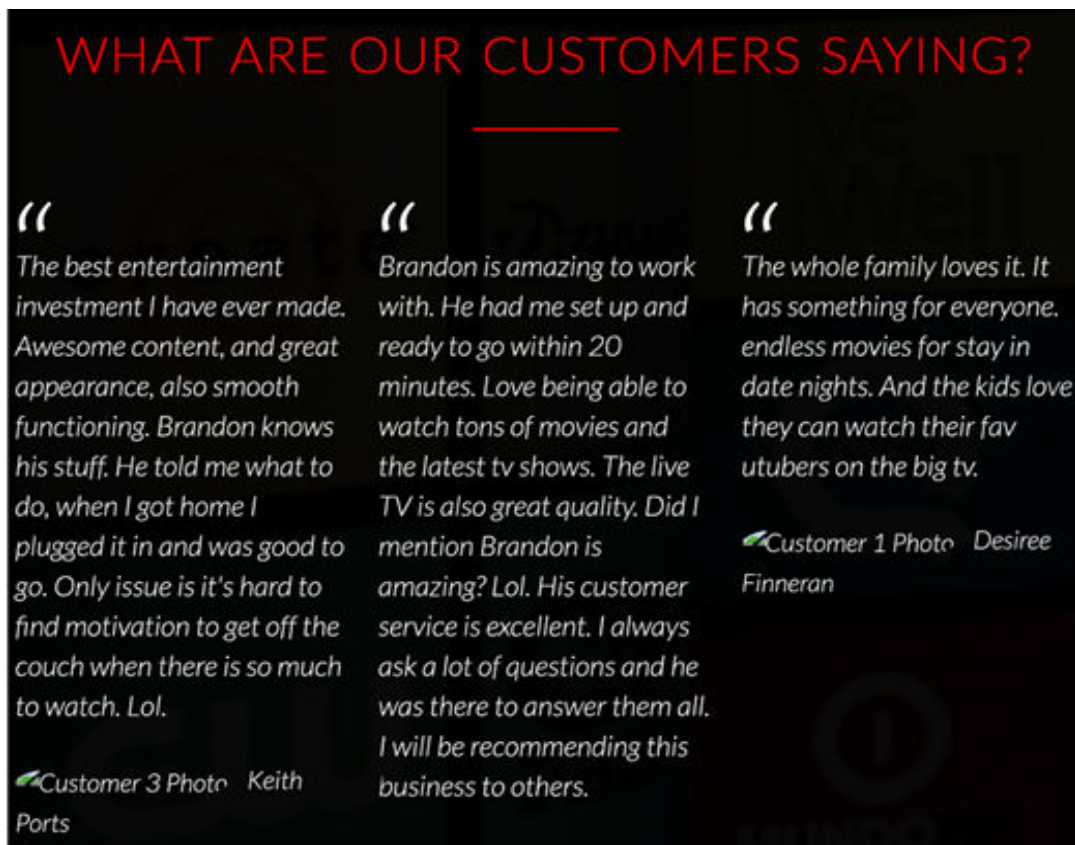 WHAT ARE OUR CUSTOMERS SAYING?
“
The best entertainment
investment I have ever made.
Awesome content, and great
appearance, also smooth
functioning. Brandon knows
his stuff. He told me what to
do, when I got home I
plugged it in and was good to
go. Only issue is it's hard to
find motivation to get off the
couch when there is so much
to watch. Lol.
Customer 3 Photo Keith
Ports
“
Brandon is amazing to work
with. He had me set up and
ready to go within 20
minutes. Love being able to
watch tons of movies and
the latest tv shows. The live
TV is also great quality. Did I
mention Brandon is
amazing? Lol. His customer
service is excellent. I always
ask a lot of questions and he
was there to answer them all.
I will be recommending this
business to others.
“
The whole family loves it. It
has something for everyone.
endless movies for stay in
date nights. And the kids love
they can watch their fav
utubers on the big tv.
Customer 1 Photo Desiree
Finneran
Live
Well
create